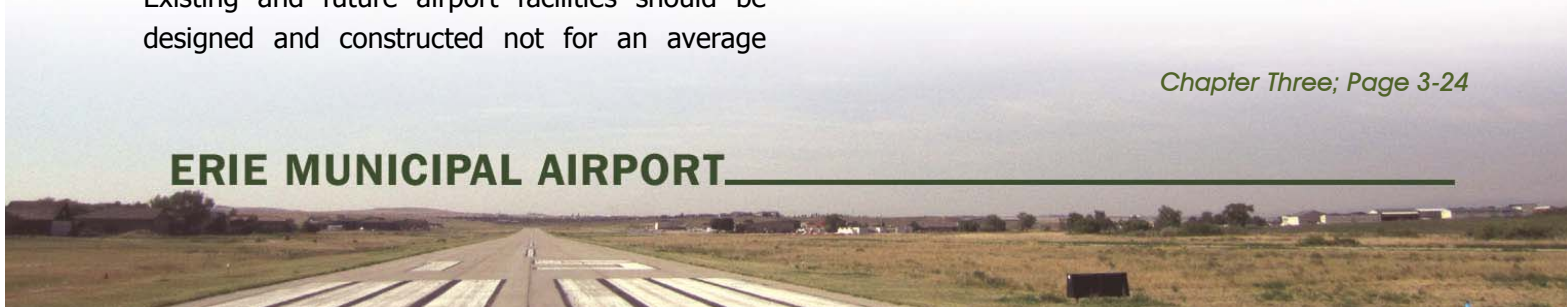 Existing and future airport facilities should be
designed and constructed not for an average
Chapter Three; Page 3-24
ERIE MUNICIPAL AIRPORT